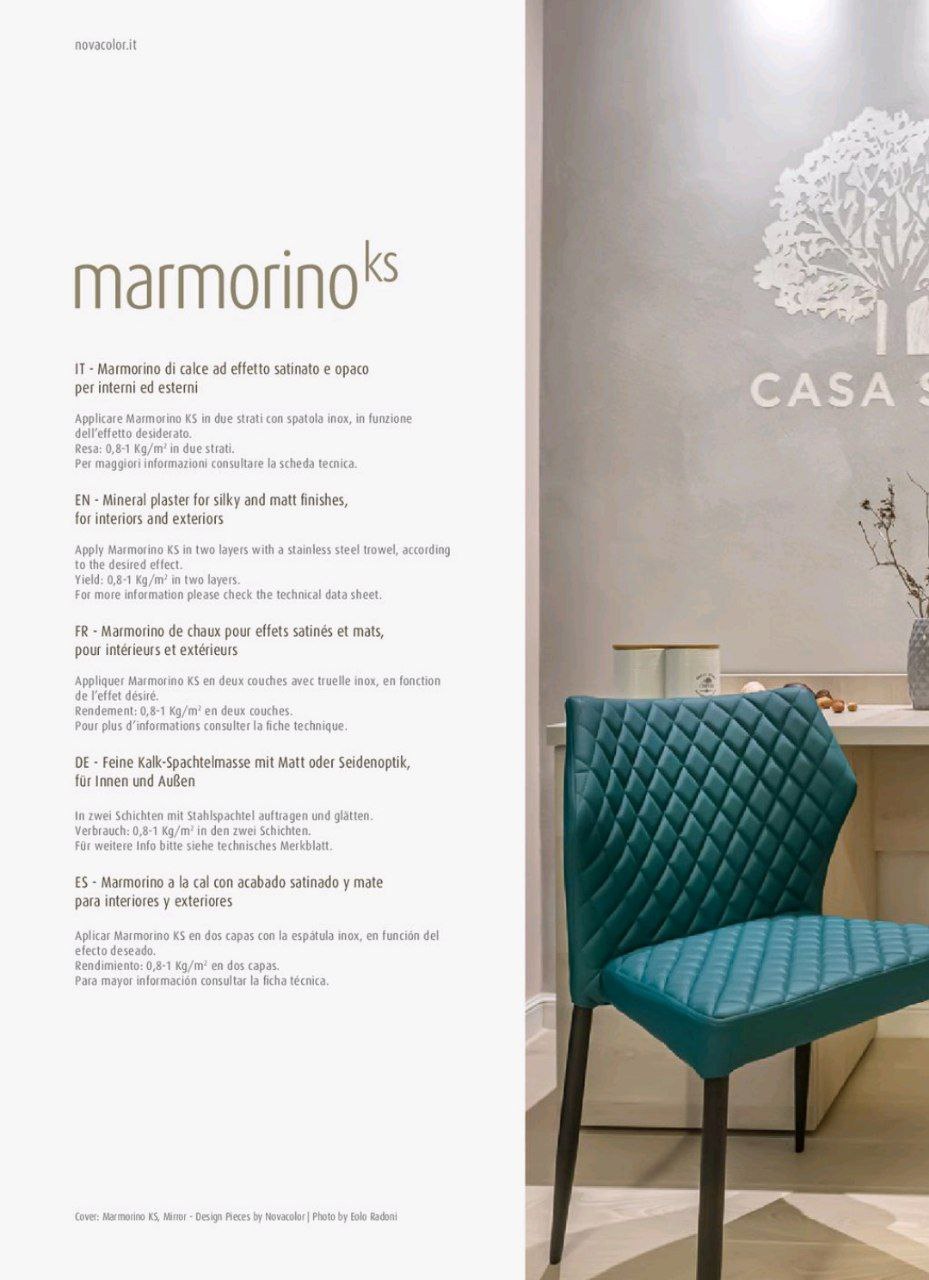 novacolor.it
marmorino ks
IT - Marmorino di calce ad effetto satinato e opaco
per interni ed esterni
Applicare Marmorino KS in due strati con spatola inox, in funzione
dell'effetto desiderato.
Resa: 0,8-1 Kg/m² in due strati.
Per maggiori informazioni consultare la scheda tecnica.
EN - Mineral plaster for silky and matt finishes,
for interiors and exteriors
Apply Marmorino KS in two layers with a stainless steel trowel, according
to the desired effect.
Yield: 0,8-1 Kg/m² in two layers.
For more information please check the technical data sheet.
FR - Marmorino de chaux pour effets satinés et mats,
pour intérieurs et extérieurs
Appliquer Marmorino KS en deux couches avec truelle inox, en fonction
de l'effet désiré.
Rendement: 0,8-1 Kg/m² en deux couches.
Pour plus d'informations consulter la fiche technique.
DE - Feine Kalk-Spachtelmasse mit Matt oder Seidenoptik,
für Innen und Außen
In zwei Schichten mit Stahlspachtel auftragen und glätten.
Verbrauch: 0,8-1 Kg/m² in den zwei Schichten.
Für weitere Info bitte siehe technisches Merkblatt.
ES - Marmorino a la cal con acabado satinado y mate
para interiores y exteriores
Aplicar Marmorino KS en dos capas con la espátula inox, en función del
efecto deseado.
Rendimiento: 0,8-1 Kg/m² en dos capas.
Para mayor información consultar la ficha técnica.
Cover: Marmorino KS, Mirror - Design Pieces by Novacolor | Photo by Eolo Radoni
CASA S